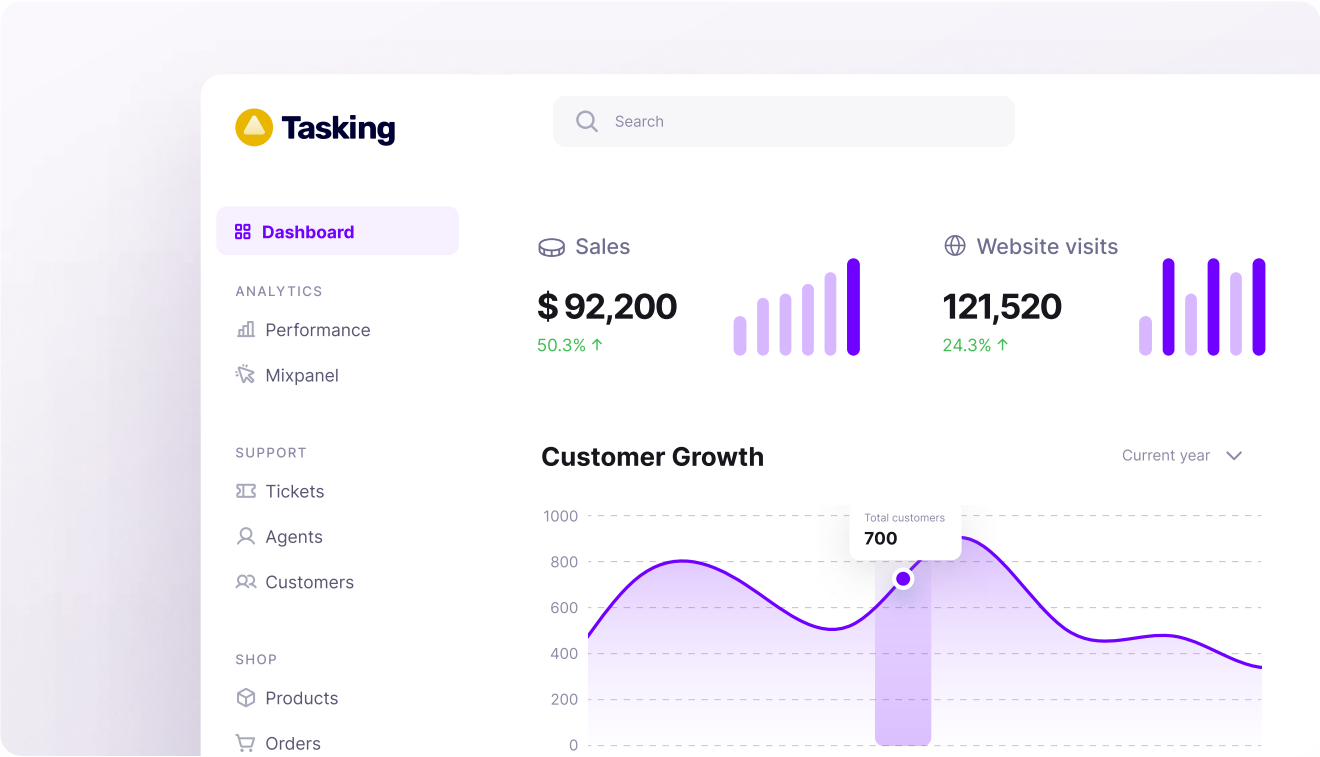 Tasking
Search
Dashboard
ANALYTICS
Performance
Mixpanel
SUPPORT
Tickets
Agents
Customers
SHOP
Products
Orders
Sales
$ 92,200
50.3% ↑
Website visits
121,520
24.3% ↑
Customer Growth
Current year
1000
800
600
400
200
0
Total customers
700